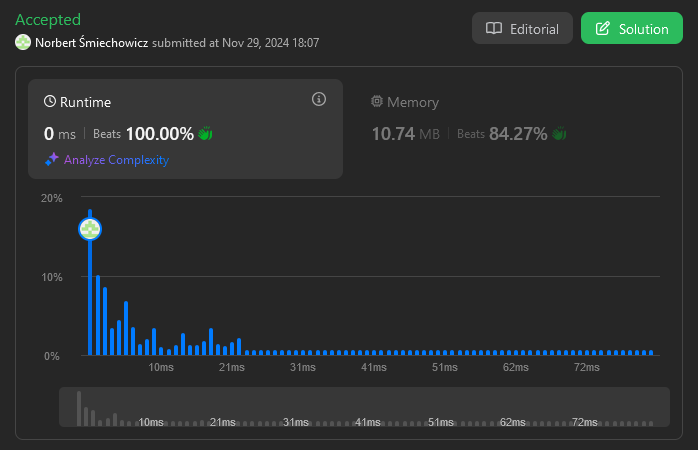 Accepted
Norbert Śmiechowicz submitted at Nov 29, 2024 18:07
Editorial
Solution
Runtime
0 ms | Beats 100.00%
Analyze Complexity
Memory
10.74 MB | Beats 84.27%
20%
10%
0%
10ms 21ms 31ms 41ms 51ms 62ms 72ms
10ms 21ms 31ms 41ms 51ms 62ms 72ms